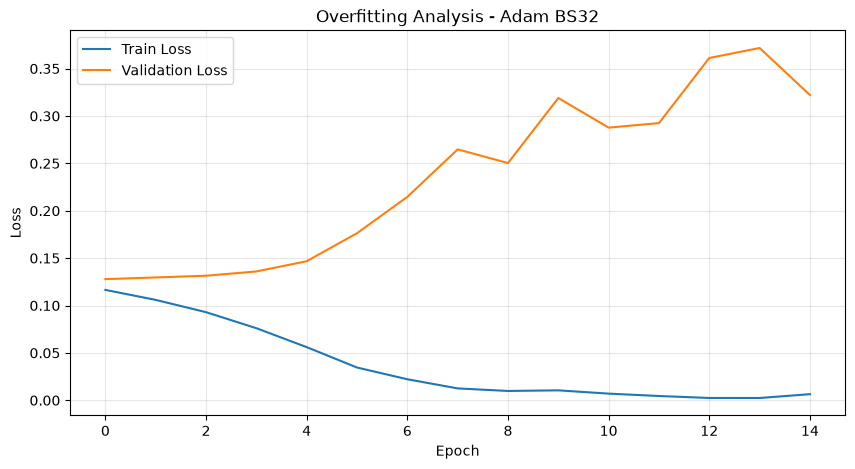 Overfitting Analysis - Adam BS32
Train Loss
Validation Loss
0.35
0.30
0.25
0.20
0.15
0.10
0.05
0.00
Loss
0 2 4 6 8 10 12 14
Epoch